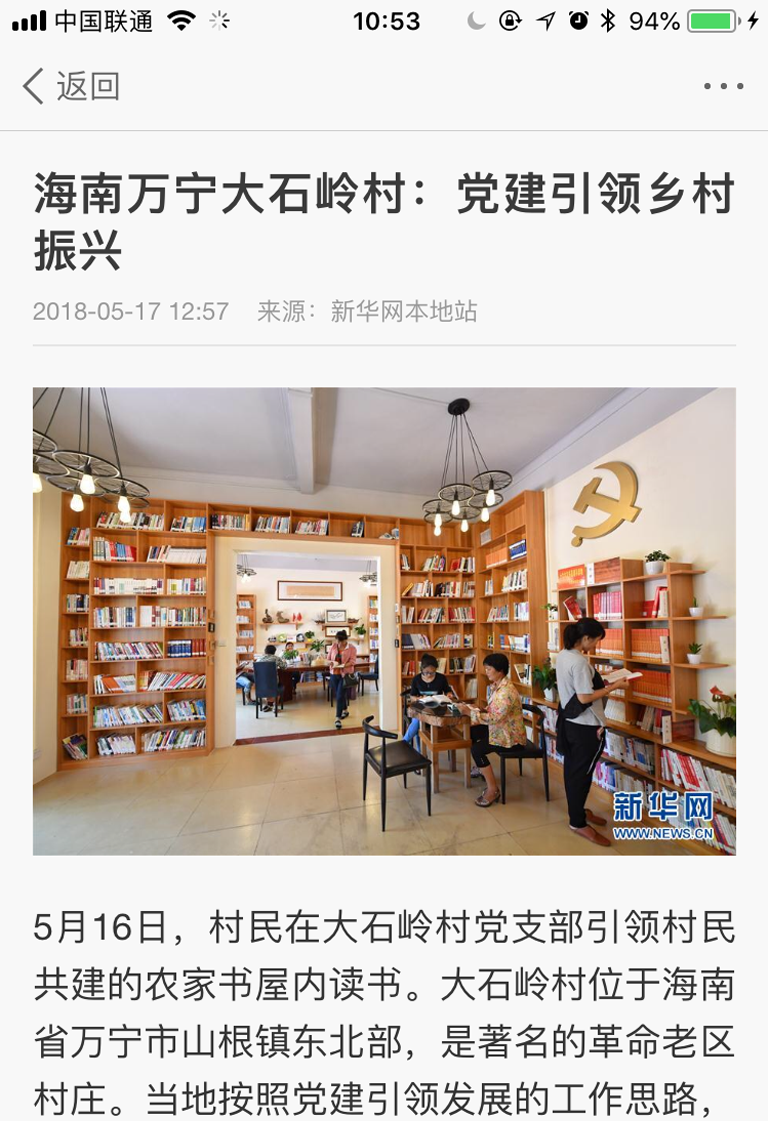 中国联通
10:53
94%
返回
海南万宁大石岭村：党建引领乡村
振兴
2018-05-17 12:57 来源：新华网本地站
新华网
WWW.NEWS.CN
5月16日，村民在大石岭村党支部引领村民
共建的农家书屋内读书。大石岭村位于海南
省万宁市山根镇东北部，是著名的革命老区
村庄。当地按照党建引领发展的工作思路，